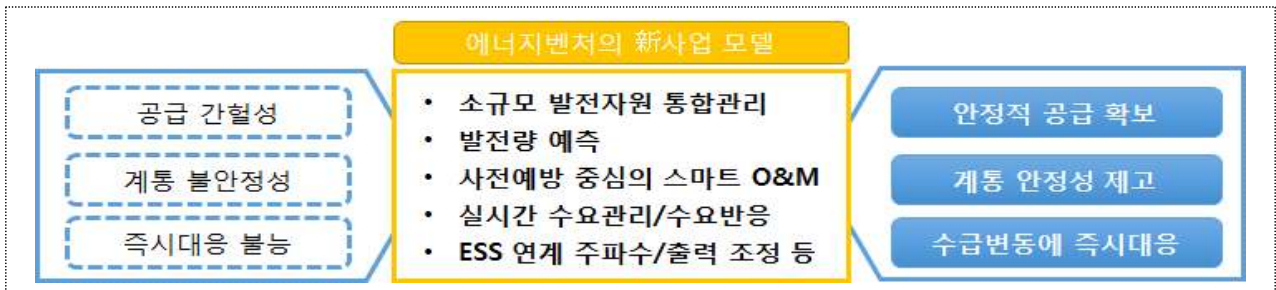 에너지벤처의 新사업 모델
공급 간헐성
계통 불안정성
즉시대응 불능
• 소규모 발전자원 통합관리
• 발전량 예측
• 사전예방 중심의 스마트 O&M
• 실시간 수요관리/수요반응
• ESS 연계 주파수/출력 조정 등
안정적 공급 확보
계통 안정성 제고
수급변동에 즉시대응